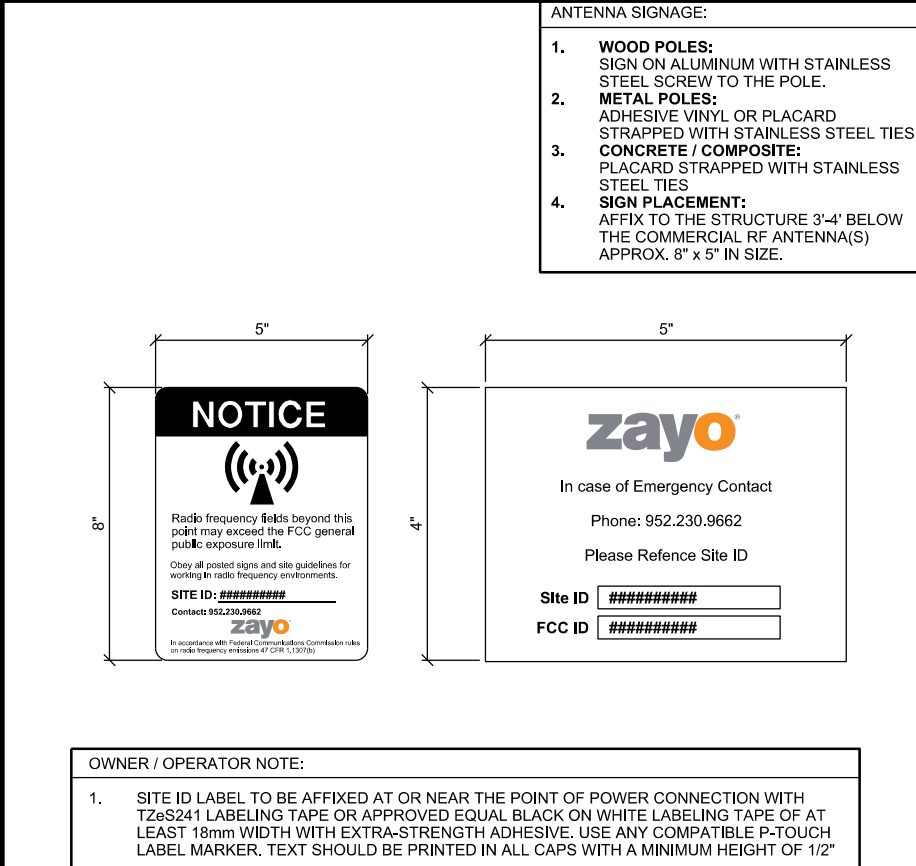 ANTENNA SIGNAGE:
1. WOOD POLES:
SIGN ON ALUMINUM WITH STAINLESS
STEEL SCREW TO THE POLE.
2. METAL POLES:
ADHESIVE VINYL OR PLACARD
STRAPPED WITH STAINLESS STEEL TIES
3. CONCRETE / COMPOSITE:
PLACARD STRAPPED WITH STAINLESS
STEEL TIES
4. SIGN PLACEMENT:
AFFIX TO THE STRUCTURE 3'-4' BELOW
THE COMMERCIAL RF ANTENNA(S)
APPROX. 8" x 5" IN SIZE.
5"
8"
NOTICE
Radio frequency fields beyond this
point may exceed the FCC general
public exposure limit.
Obey all posted signs and site guidelines for
working in radio frequency environments.
SITE ID: ##########
Contact: 952.230.9662
zayo
In accordance with Federal Communications Commission rules
on radio frequency emissions 47 CFR 1.1307(b)
5"
4"
zayo®
In case of Emergency Contact
Phone: 952.230.9662
Please Refence Site ID
Site ID ##########
FCC ID ##########
OWNER / OPERATOR NOTE:
1. SITE ID LABEL TO BE AFFIXED AT OR NEAR THE POINT OF POWER CONNECTION WITH
TZeS241 LABELING TAPE OR APPROVED EQUAL BLACK ON WHITE LABELING TAPE OF AT
LEAST 18mm WIDTH WITH EXTRA-STRENGTH ADHESIVE. USE ANY COMPATIBLE P-TOUCH
LABEL MARKER. TEXT SHOULD BE PRINTED IN ALL CAPS WITH A MINIMUM HEIGHT OF 1/2"